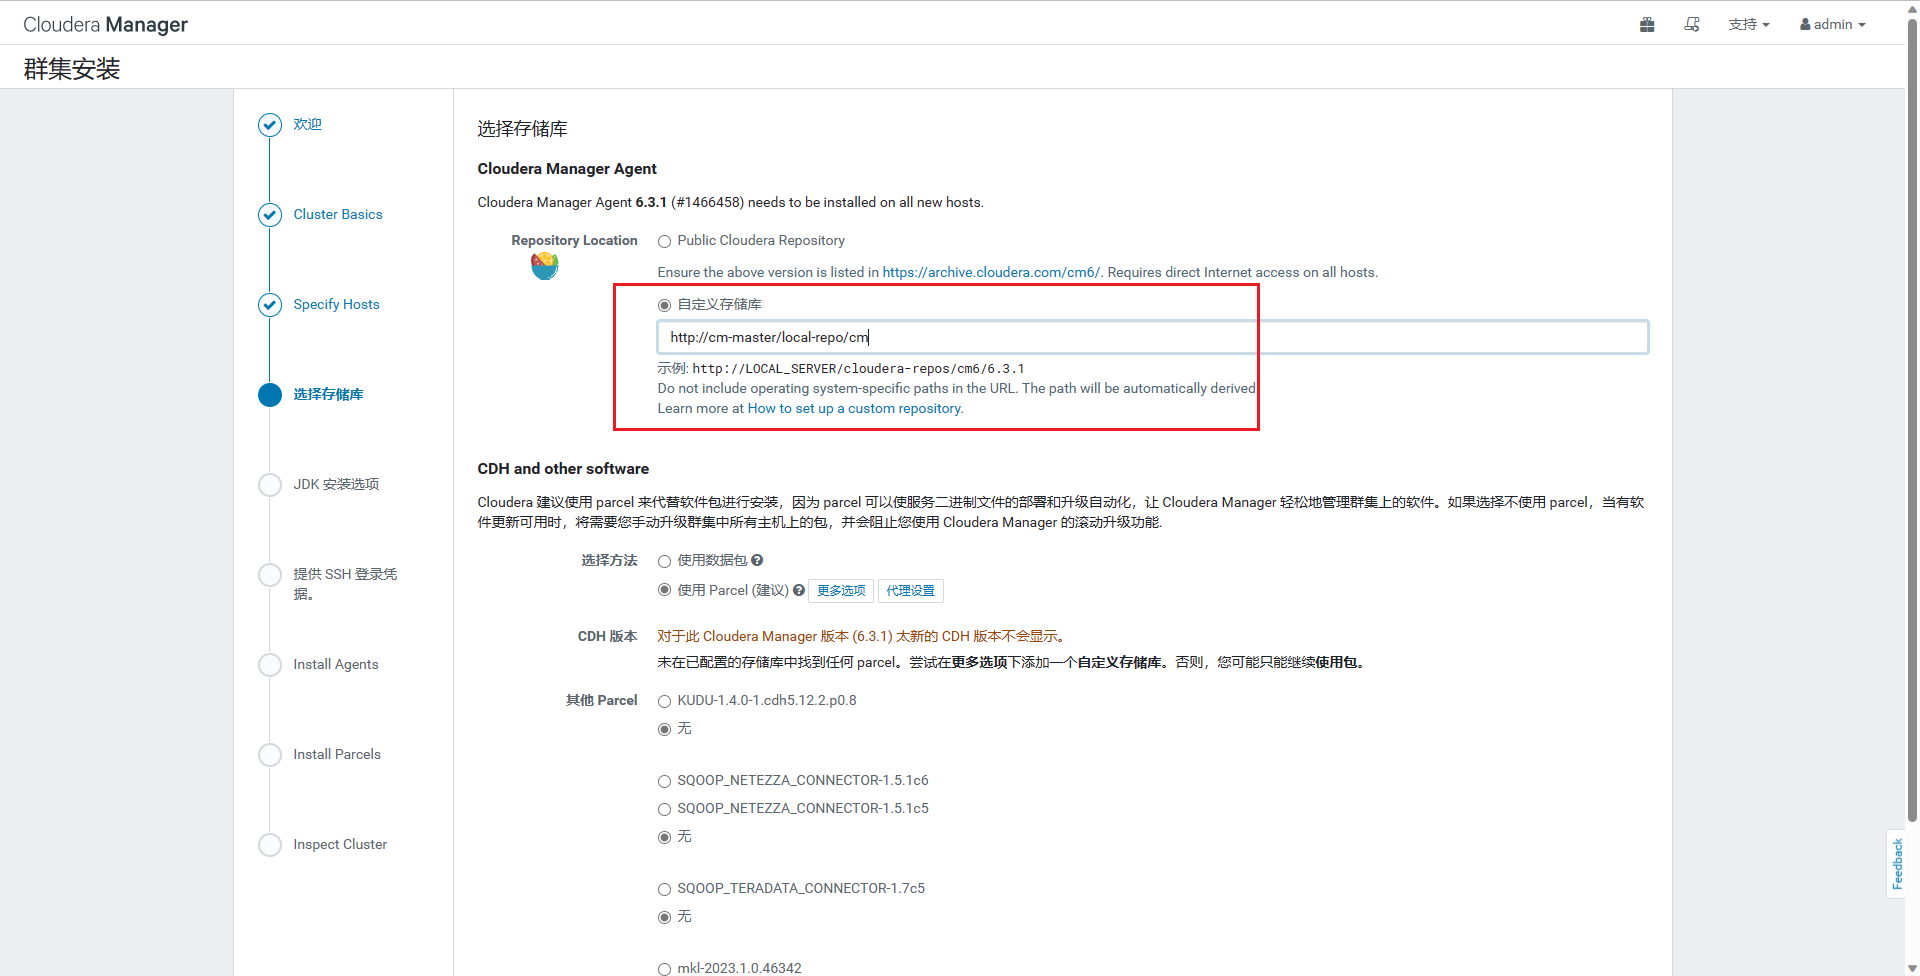 Cloudera Manager
支持
admin
群集安装
欢迎
Cluster Basics
Specify Hosts
选择存储库
JDK 安装选项
提供 SSH 登录凭
据。
Install Agents
Install Parcels
Inspect Cluster
选择存储库
Cloudera Manager Agent
Cloudera Manager Agent 6.3.1 (#1466458) needs to be installed on all new hosts.
Repository Location
Public Cloudera Repository
Ensure the above version is listed in https://archive.cloudera.com/cm6/. Requires direct Internet access on all hosts.
自定义存储库
http://cm-master/local-repo/cm
示例: http://LOCAL_SERVER/cloudera-repos/cm6/6.3.1
Do not include operating system-specific paths in the URL. The path will be automatically derived
Learn more at How to set up a custom repository.
CDH and other software
Cloudera 建议使用 parcel 来代替软件包进行安装，因为 parcel 可以使服务二进制文件的部署和升级自动化，让 Cloudera Manager 轻松地管理群集上的软件。如果选择不使用 parcel，当有软
件更新可用时，将需要您手动升级群集中所有主机上的包，并会阻止您使用 Cloudera Manager 的滚动升级功能.
选择方法
使用数据包
使用 Parcel (建议) 更多选项 代理设置
CDH 版本
对于此 Cloudera Manager 版本 (6.3.1) 太新的 CDH 版本不会显示。
未在已配置的存储库中找到任何 parcel。尝试在更多选项下添加一个自定义存储库。否则，您可能只能继续使用包。
其他 Parcel
KUDU-1.4.0-1.cdh5.12.2.p0.8
无
SQOOP_NETEZZA_CONNECTOR-1.5.1c6
SQOOP_NETEZZA_CONNECTOR-1.5.1c5
无
SQOOP_TERADATA_CONNECTOR-1.7c5
无
mkl-2023.1.0.46342
Feedback